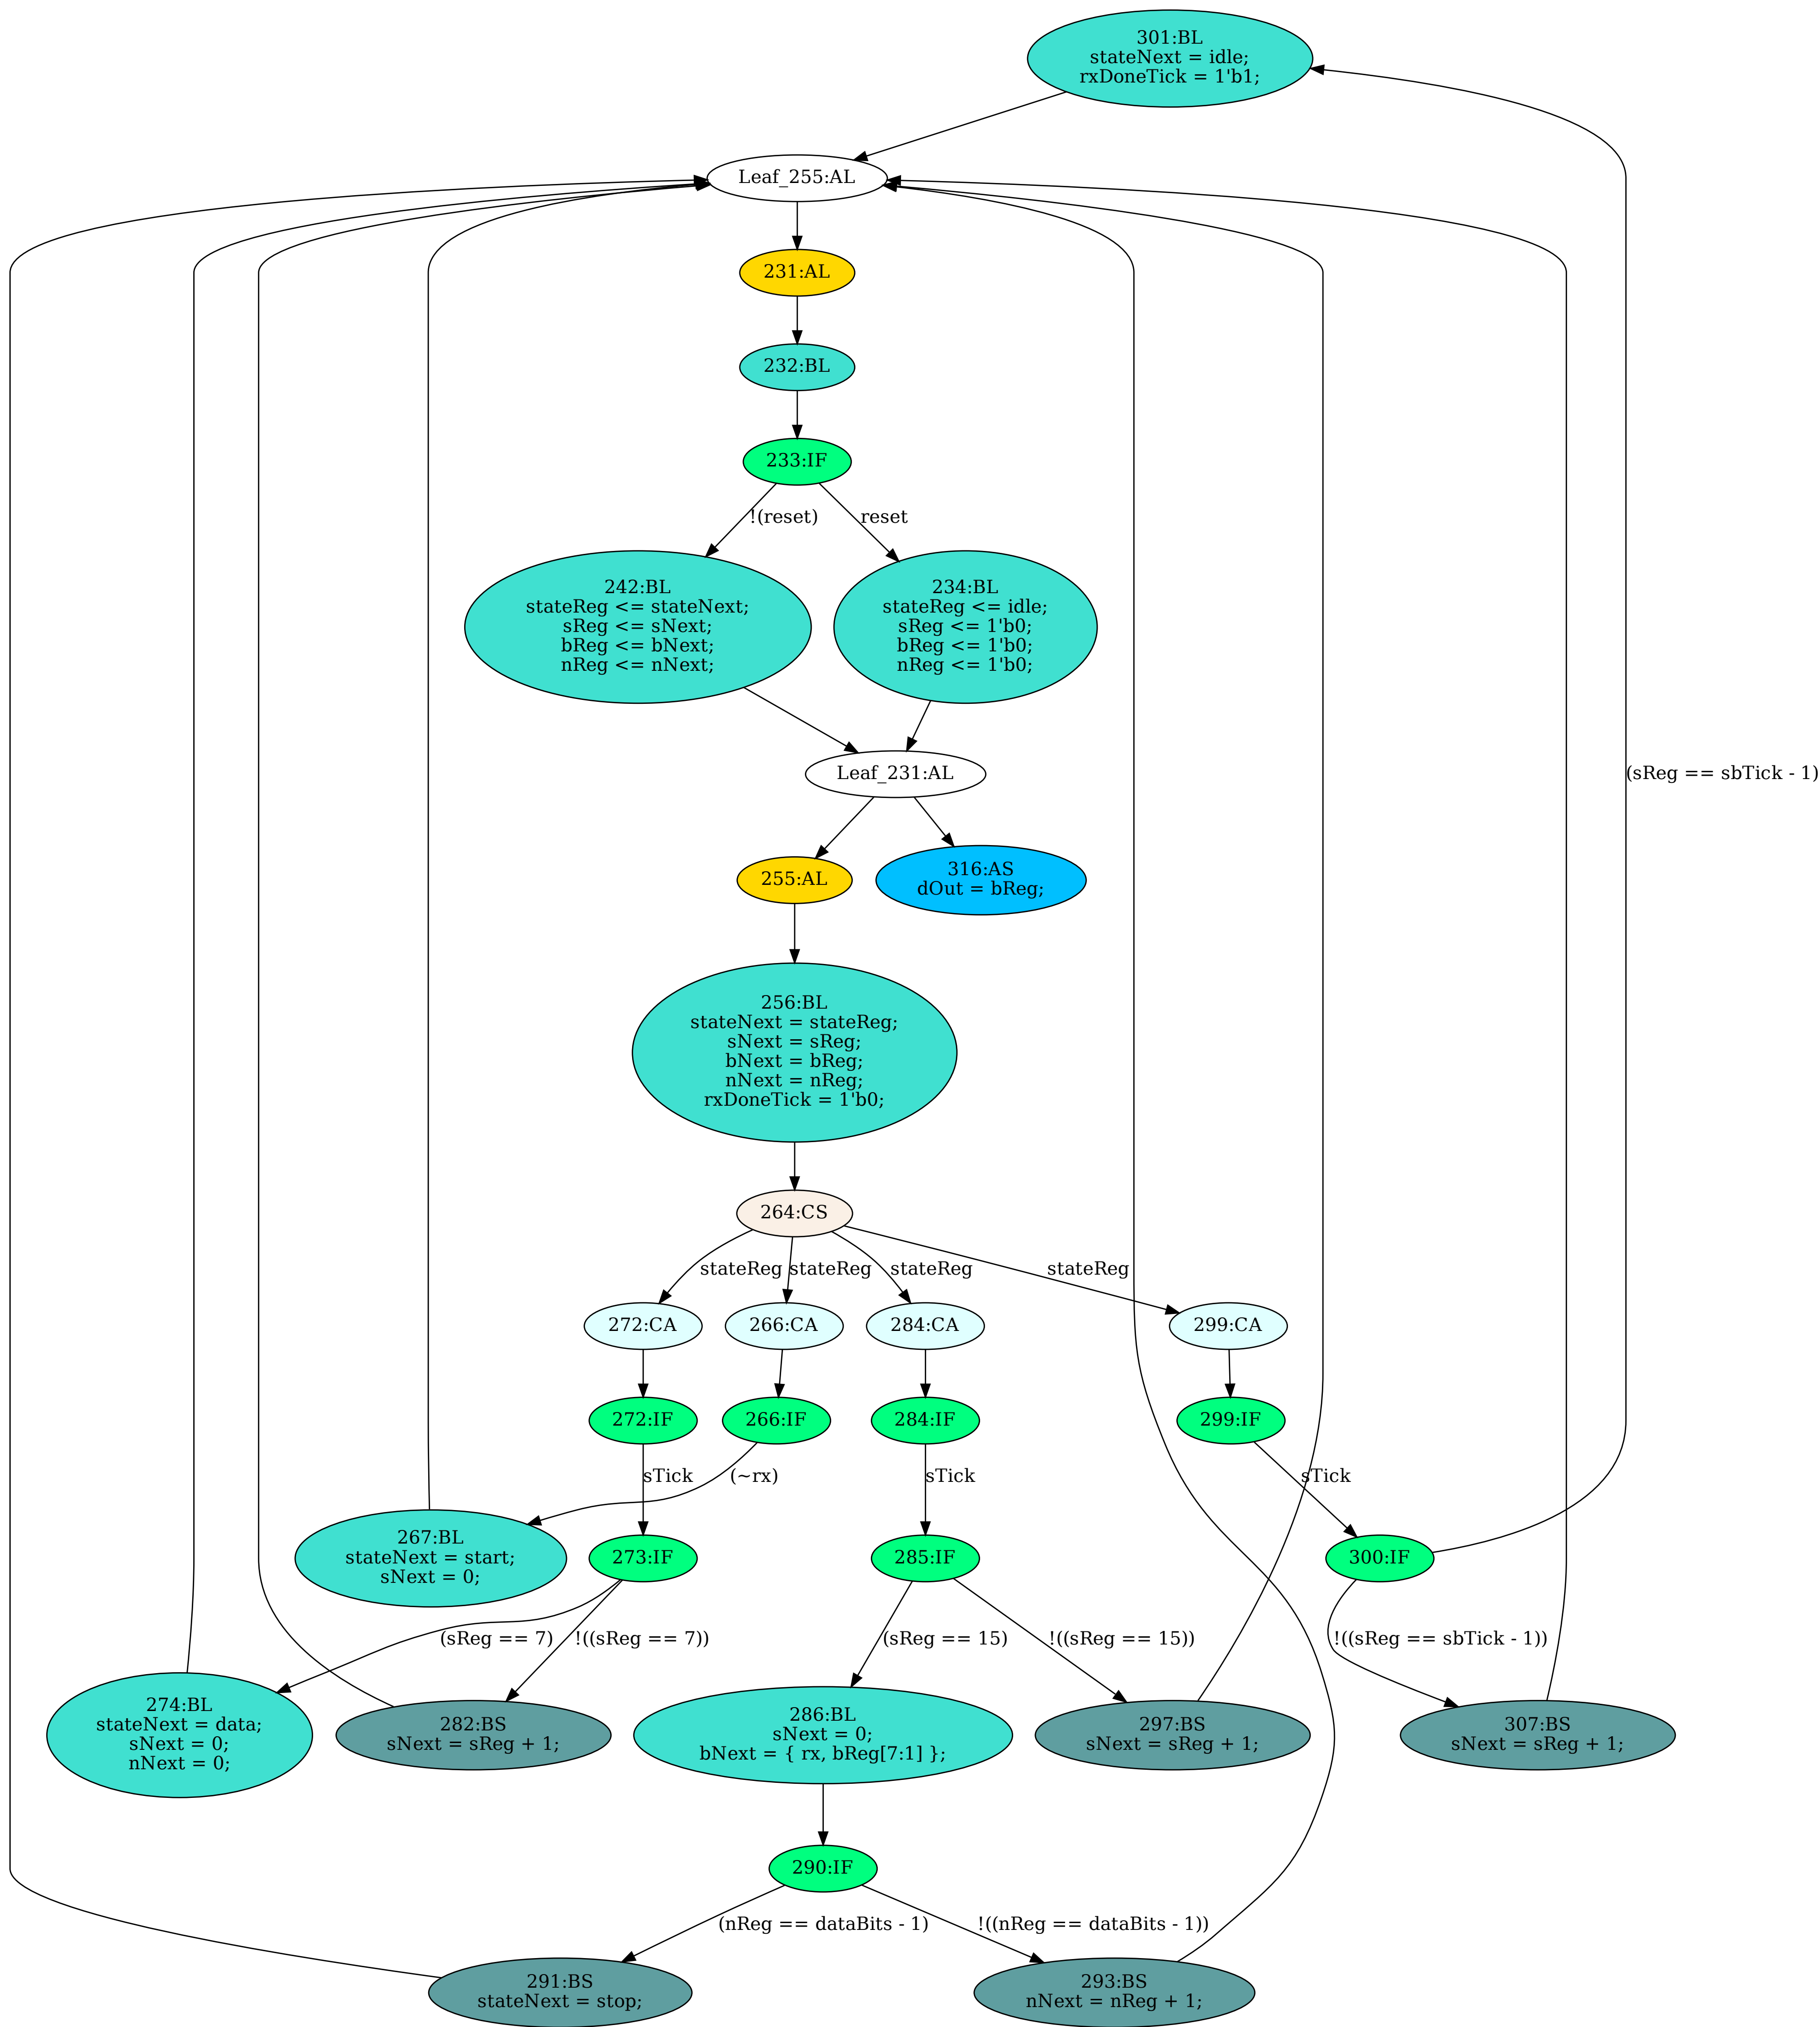 301:BL
stateNext = idle;
rxDoneTick = 1'b1;
Leaf_255:AL
231:AL
232:BL
233:IF
!(reset)
reset
242:BL
stateReg <= stateNext;
sReg <= sNext;
bReg <= bNext;
nReg <= nNext;
234:BL
stateReg <= idle;
sReg <= 1'b0;
bReg <= 1'b0;
nReg <= 1'b0;
Leaf_231:AL
(sReg == sbTick - 1)
255:AL
316:AS
dOut = bReg;
256:BL
stateNext = stateReg;
sNext = sReg;
bNext = bReg;
nNext = nReg;
rxDoneTick = 1'b0;
264:CS
stateReg
stateReg
stateReg
stateReg
272:CA
266:CA
284:CA
299:CA
272:IF
266:IF
284:IF
299:IF
sTick
(~rx)
sTick
sTick
267:BL
stateNext = start;
sNext = 0;
273:IF
285:IF
300:IF
(sReg == 7)
!((sReg == 7))
(sReg == 15)
!((sReg == 15))
!((sReg == sbTick - 1))
274:BL
stateNext = data;
sNext = 0;
nNext = 0;
282:BS
sNext = sReg + 1;
286:BL
sNext = 0;
bNext = { rx, bReg[7:1] };
297:BS
sNext = sReg + 1;
307:BS
sNext = sReg + 1;
290:IF
(nReg == dataBits - 1)
!((nReg == dataBits - 1))
291:BS
stateNext = stop;
293:BS
nNext = nReg + 1;